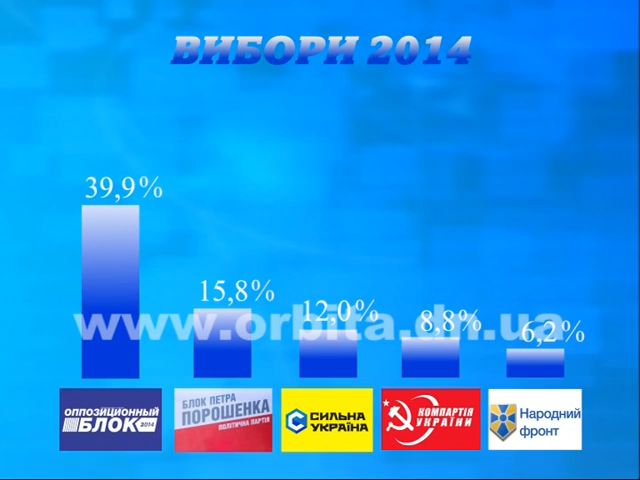 ВИБОРИ 2014
39,9%
15,8%
12,0%
8,8%
6,2%
www.orbita.dn.ua
ОППОЗИЦИОННЫЙ
БЛОК 2014
БЛОК ПЕТРА
ПОРОШЕНКА
ПОЛІТИЧНА ПАРТІЯ
СИЛЬНА
УКРАЇНА
КОМПАРТІЯ
УКРАЇНИ
Народний
фронт